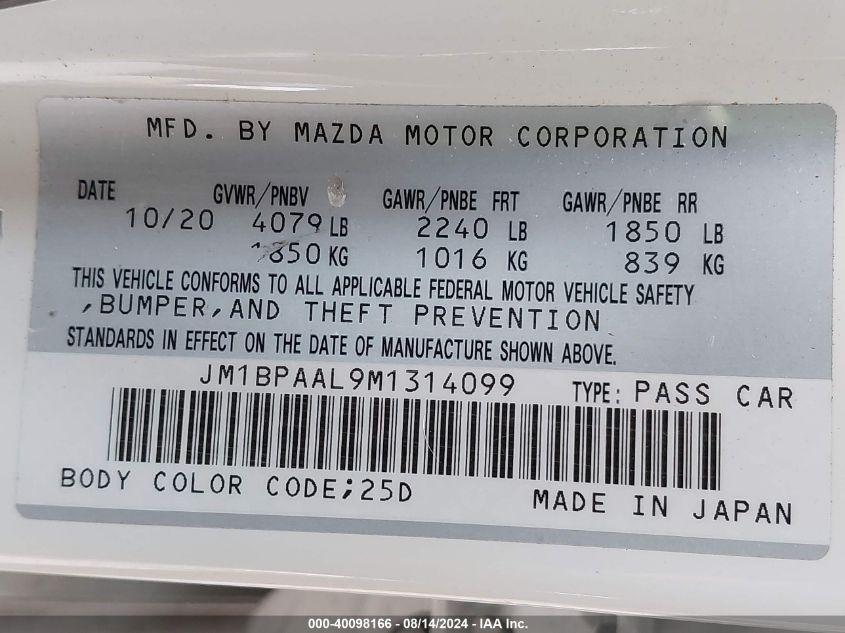 MFD. BY MAZDA MOTOR CORPORATION
DATE GVWR/PNBV GAWR/PNBE FRT GAWR/PNBE RR
10/20 4079 LB 2240 LB 1850 LB
1850 KG 1016 KG 839 KG
THIS VEHICLE CONFORMS TO ALL APPLICABLE FEDERAL MOTOR VEHICLE SAFETY
,BUMPER,AND THEFT PREVENTION
STANDARDS IN EFFECT ON THE DATE OF MANUFACTURE SHOWN ABOVE.
JM1BPAAL9M1314099 TYPE: PASS CAR
BODY COLOR CODE;25D MADE IN JAPAN
000-40098166 - 08/14/2024 - IAA Inc.